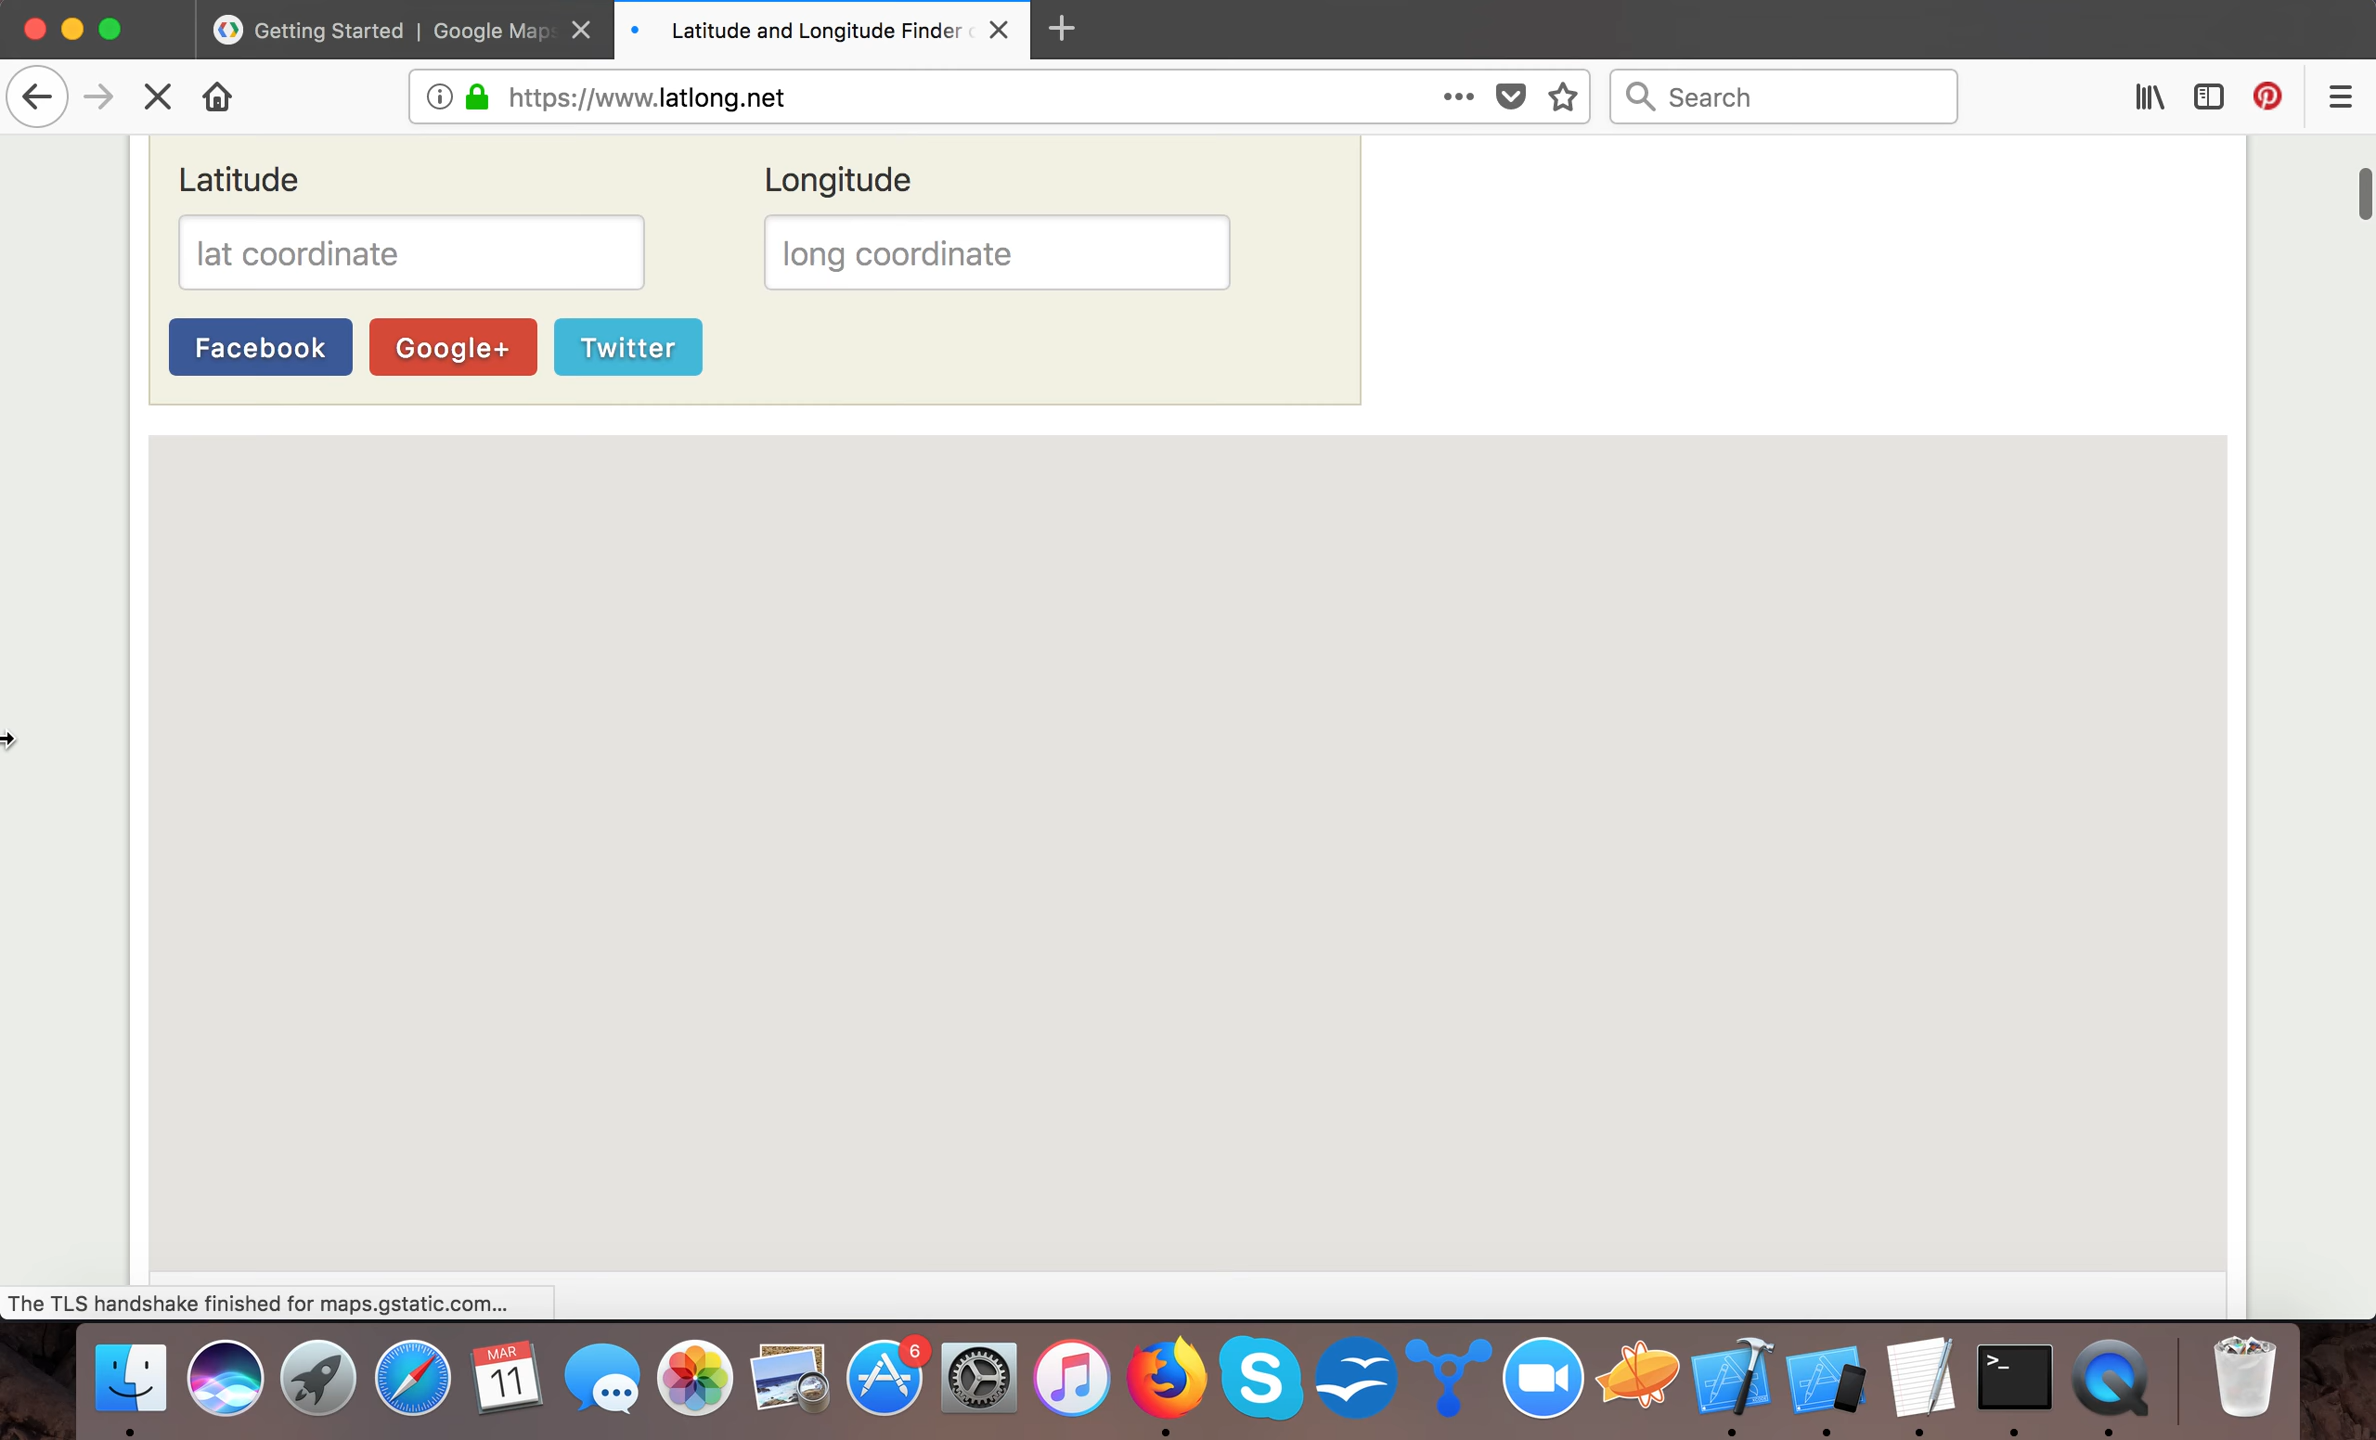 Getting Started | Google Maps
Latitude and Longitude Finder
https://www.latlong.net
Search
Latitude
Longitude
lat coordinate
long coordinate
Facebook
Google+
Twitter
The TLS handshake finished for maps.gstatic.com...
MAR
11
6
S
>_